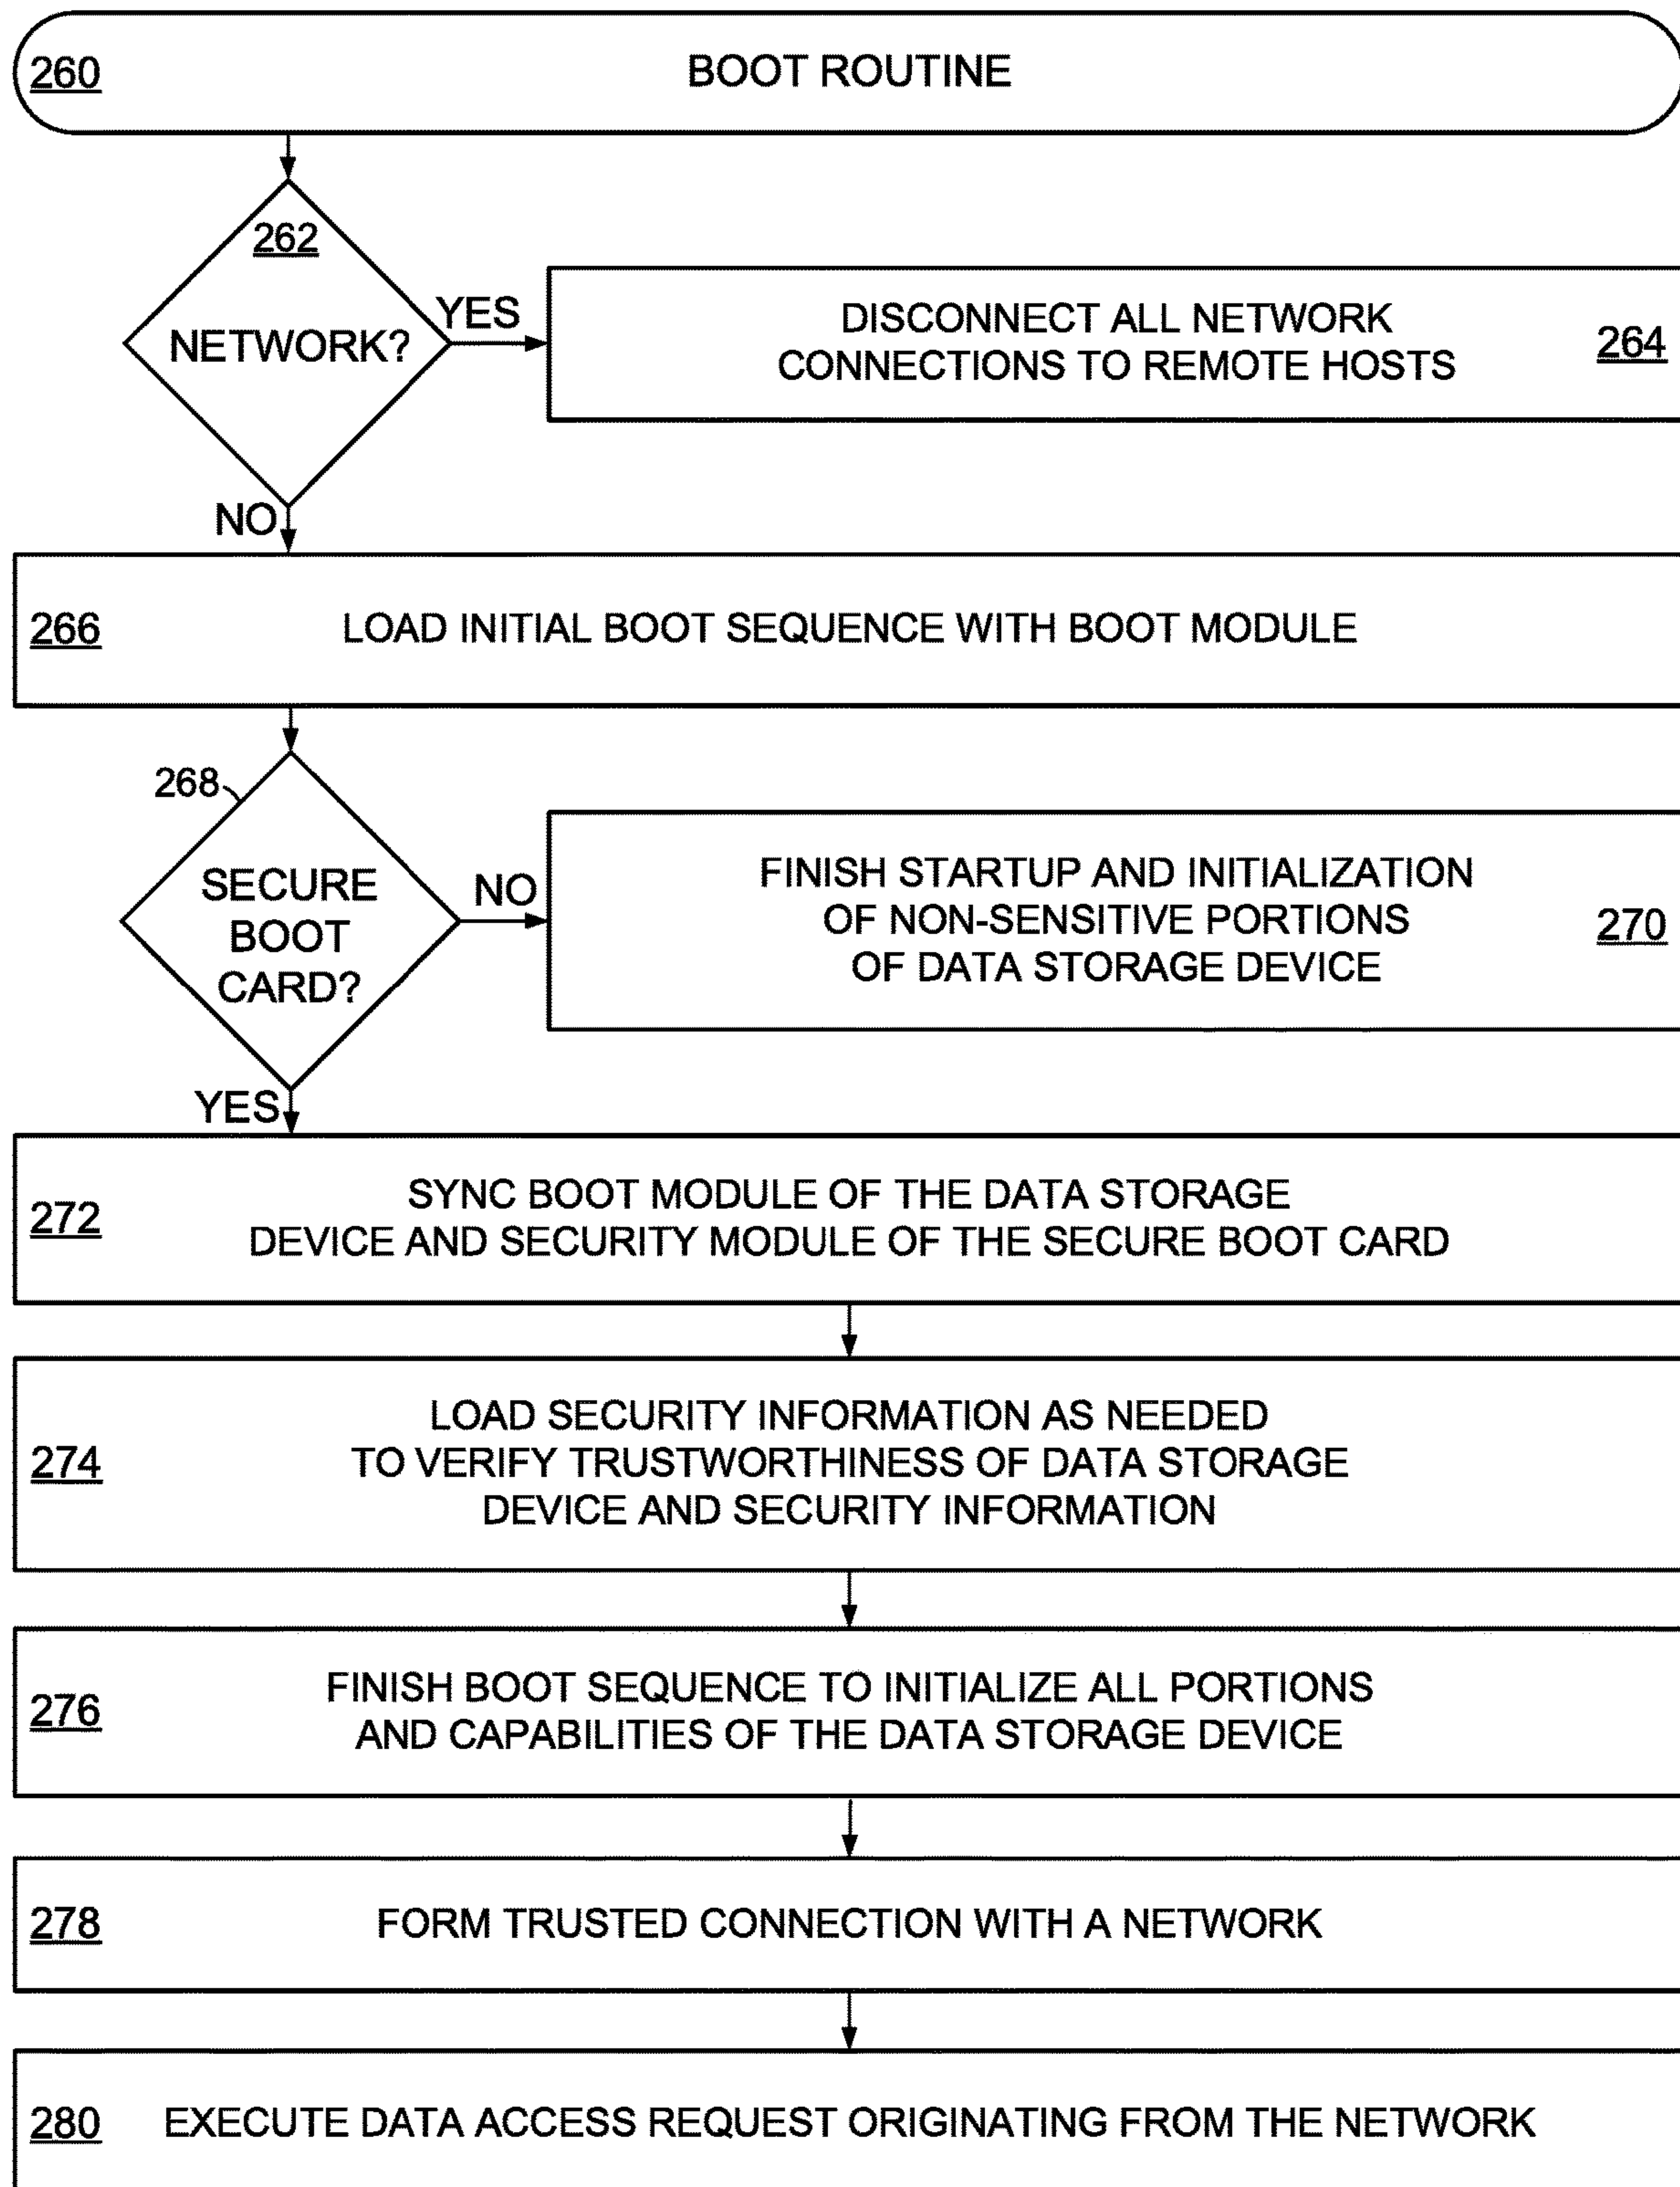 260 BOOT ROUTINE
262
NETWORK?
YES
DISCONNECT ALL NETWORK
CONNECTIONS TO REMOTE HOSTS
264
NO
266 LOAD INITIAL BOOT SEQUENCE WITH BOOT MODULE
268
SECURE
BOOT
CARD?
NO
FINISH STARTUP AND INITIALIZATION
OF NON-SENSITIVE PORTIONS
OF DATA STORAGE DEVICE
270
YES
272
SYNC BOOT MODULE OF THE DATA STORAGE
DEVICE AND SECURITY MODULE OF THE SECURE BOOT CARD
274
LOAD SECURITY INFORMATION AS NEEDED
TO VERIFY TRUSTWORTHINESS OF DATA STORAGE
DEVICE AND SECURITY INFORMATION
276
FINISH BOOT SEQUENCE TO INITIALIZE ALL PORTIONS
AND CAPABILITIES OF THE DATA STORAGE DEVICE
278 FORM TRUSTED CONNECTION WITH A NETWORK
280 EXECUTE DATA ACCESS REQUEST ORIGINATING FROM THE NETWORK